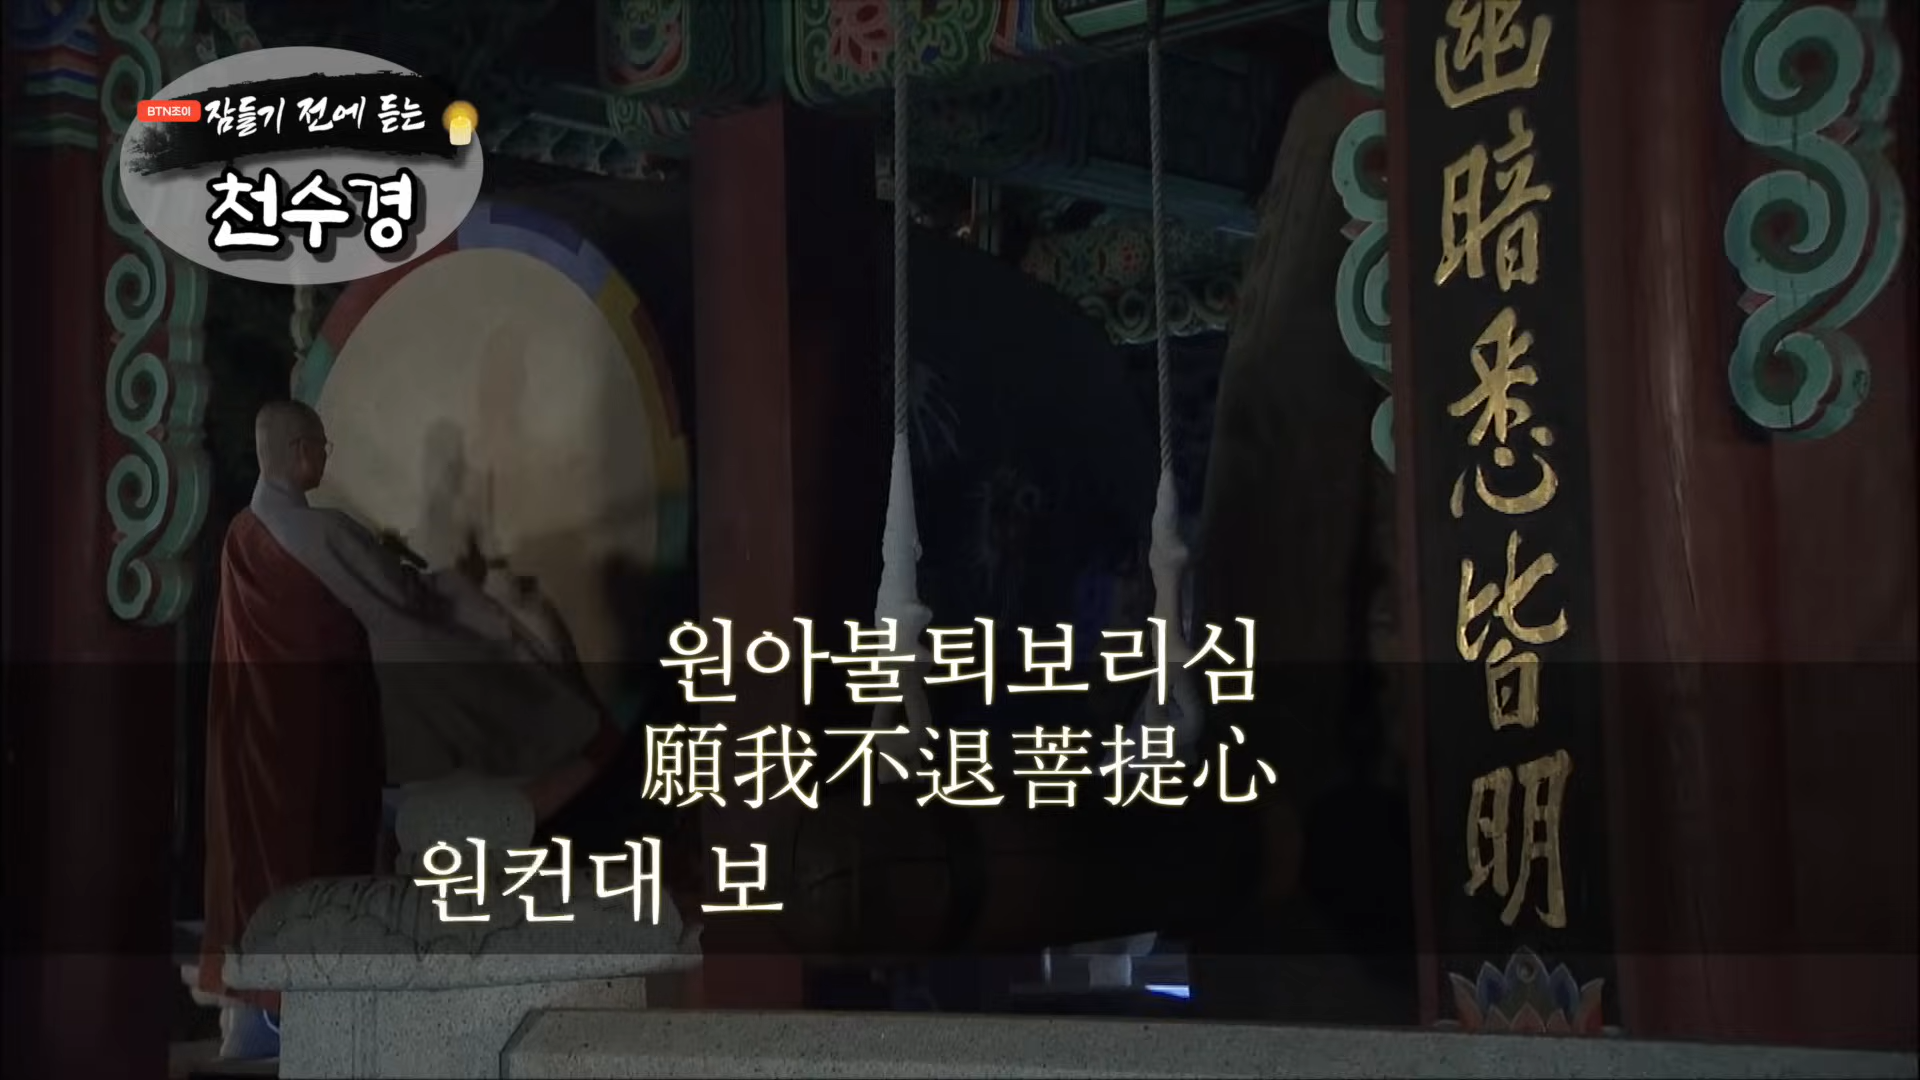 BTN조이 잠들기 전에 듣는
천수경
幽暗悉皆明
원아불퇴보리심
願我不退菩提心
원컨대 보